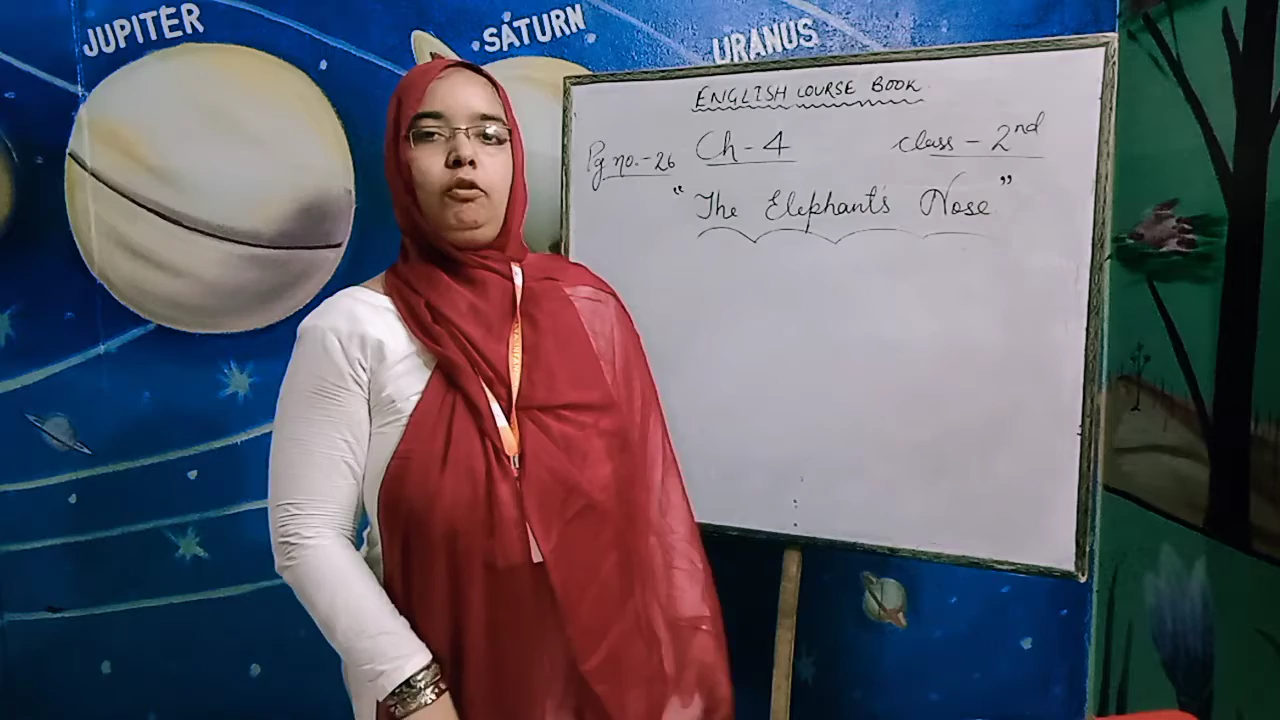 JUPITER
SATURN
URANUS
ENGLISH COURSE BOOK
Pg no.-26 Ch-4 class-2nd
"The Elephant's Nose"